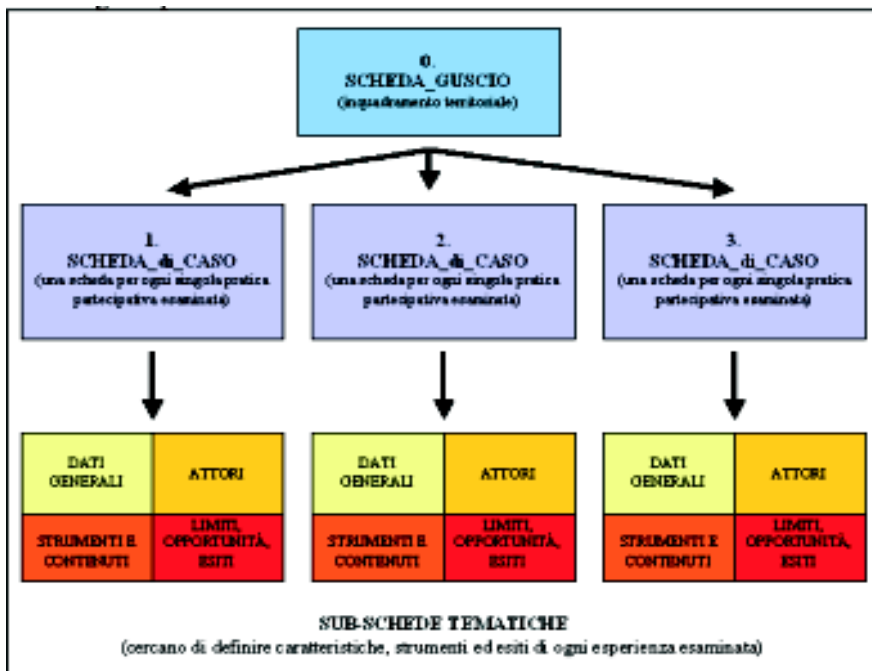 0.
SCHEDA_GUSCIO
(inquadramento territoriale)
1.
SCHEDA_di_CASO
(una scheda per ogni singola pratica
partecipativa esaminata)
2.
SCHEDA_di_CASO
(una scheda per ogni singola pratica
partecipativa esaminata)
3.
SCHEDA_di_CASO
(una scheda per ogni singola pratica
partecipativa esaminata)
DATI
GENERALI
ATTORI
STRUMENTI E
CONTENUTI
LIMITI,
OPPORTUNITÀ,
ESITI
DATI
GENERALI
ATTORI
STRUMENTI E
CONTENUTI
LIMITI,
OPPORTUNITÀ,
ESITI
DATI
GENERALI
ATTORI
STRUMENTI E
CONTENUTI
LIMITI,
OPPORTUNITÀ,
ESITI
SUB-SCHEDE TEMATICHE
(cercano di definire caratteristiche, strumenti ed esiti di ogni esperienza esaminata)